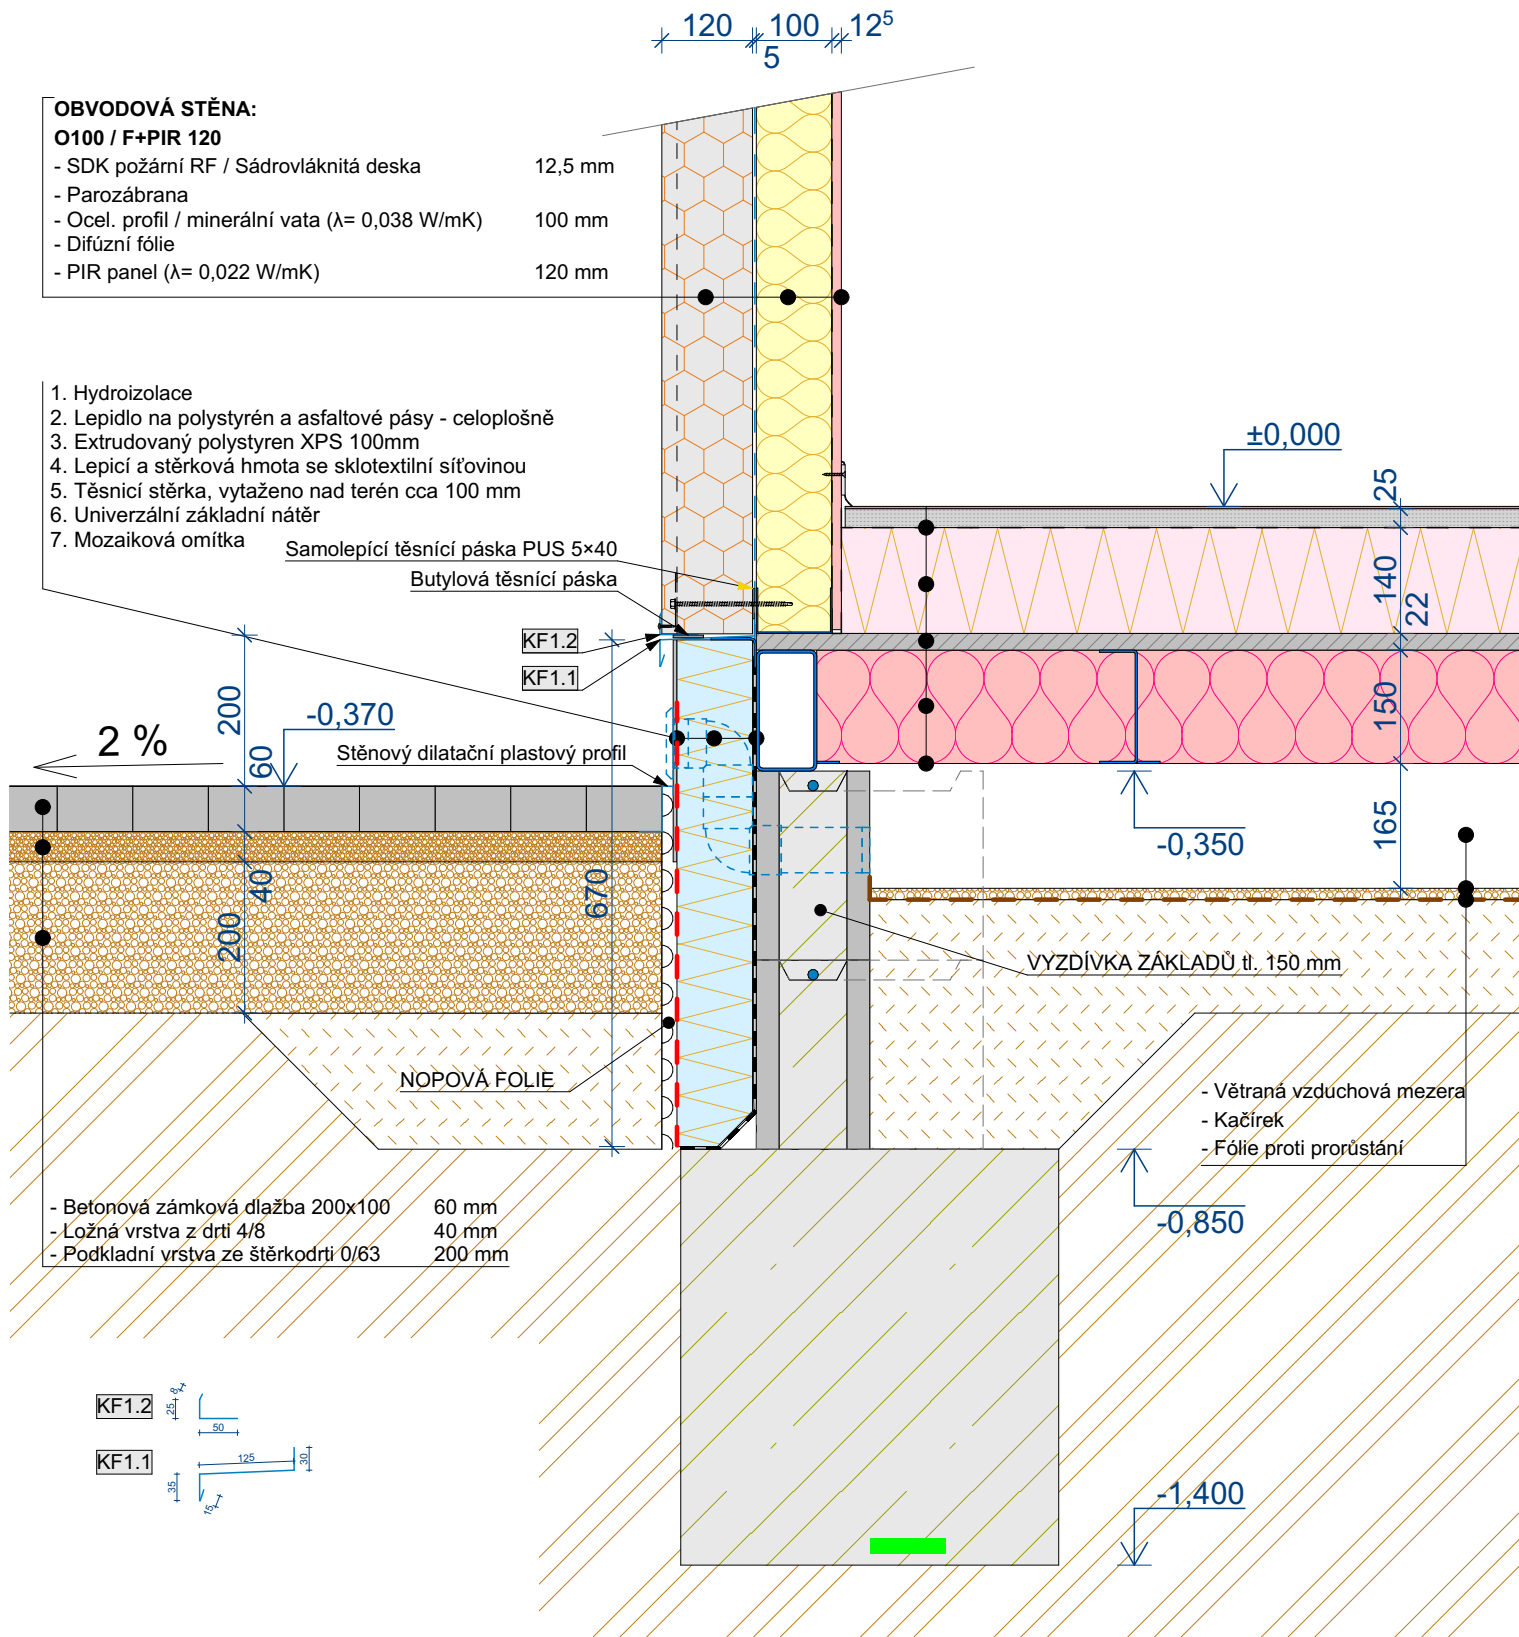 120 100 12⁵
5
OBVODOVÁ STĚNA:
O100 / F+PIR 120
- SDK požární RF / Sádrovláknitá deska 12,5 mm
- Parozábrana
- Ocel. profil / minerální vata (λ= 0,038 W/mK) 100 mm
- Difúzní fólie
- PIR panel (λ= 0,022 W/mK) 120 mm
1. Hydroizolace
2. Lepidlo na polystyrén a asfaltové pásy - celoplošně
3. Extrudovaný polystyren XPS 100mm
4. Lepicí a stěrková hmota se sklotextilní síťovinou
5. Těsnicí stěrka, vytaženo nad terén cca 100 mm
6. Univerzální základní nátěr
7. Mozaiková omítka
Samolepící těsnící páska PUS 5×40
Butylová těsnící páska
KF1.2
KF1.1
±0,000
25
140
22
150
165
200
60
40
200
670
-0,370
2 %
Stěnový dilatační plastový profil
-0,350
VYZDÍVKA ZÁKLADŮ tl. 150 mm
NOPOVÁ FOLIE
- Větraná vzduchová mezera
- Kačírek
- Fólie proti prorůstání
-0,850
- Betonová zámková dlažba 200x100 60 mm
- Ložná vrstva z drti 4/8 40 mm
- Podkladní vrstva ze štěrkodrti 0/63 200 mm
KF1.2
8
25
50
KF1.1
125
30
35
15
-1,400